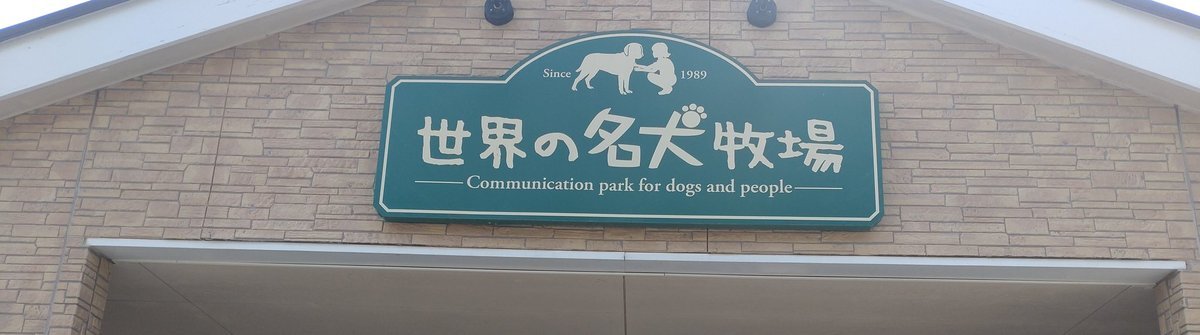 Since 1989
世界の名犬牧場
Communication park for dogs and people